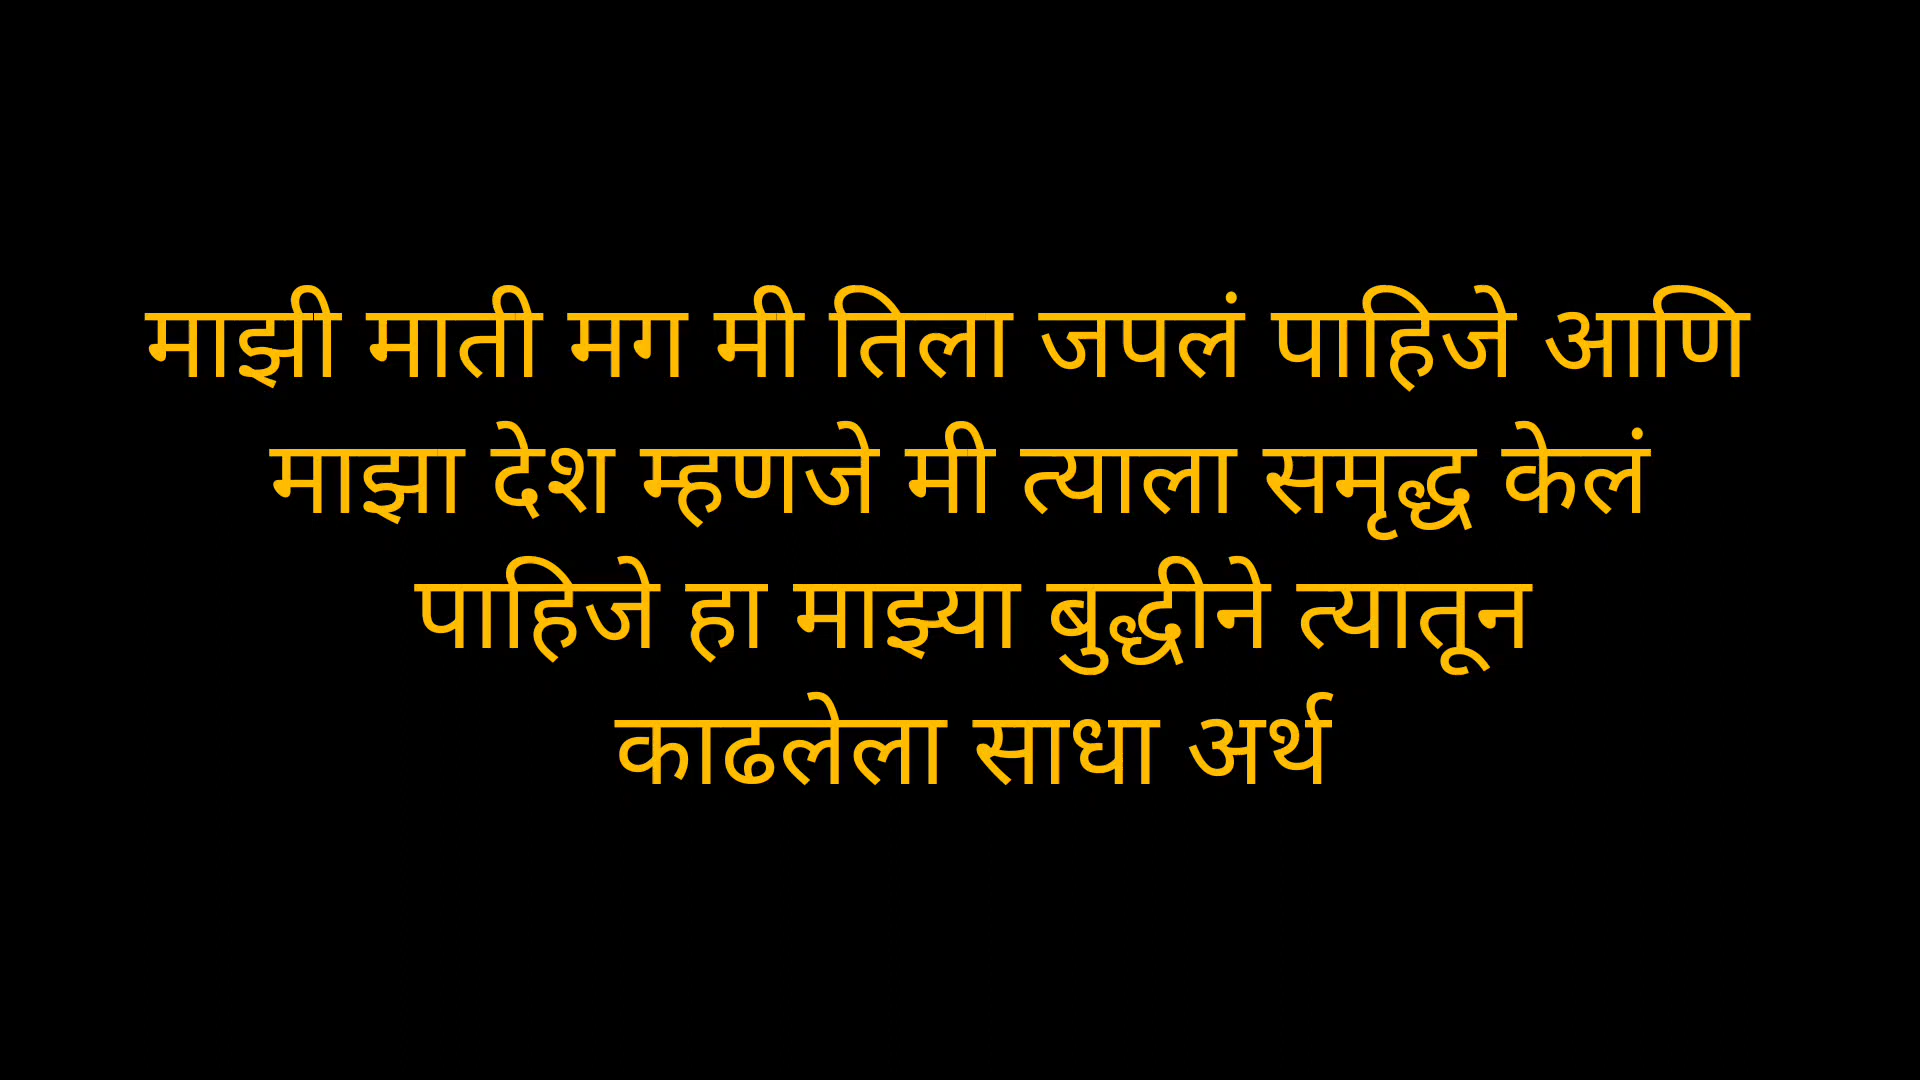 माझी माती मग मी तिला जपलं पाहिजे आणि
माझा देश म्हणजे मी त्याला समृद्ध केलं
पाहिजे हा माझ्या बुद्धीने त्यातून
काढलेला साधा अर्थ